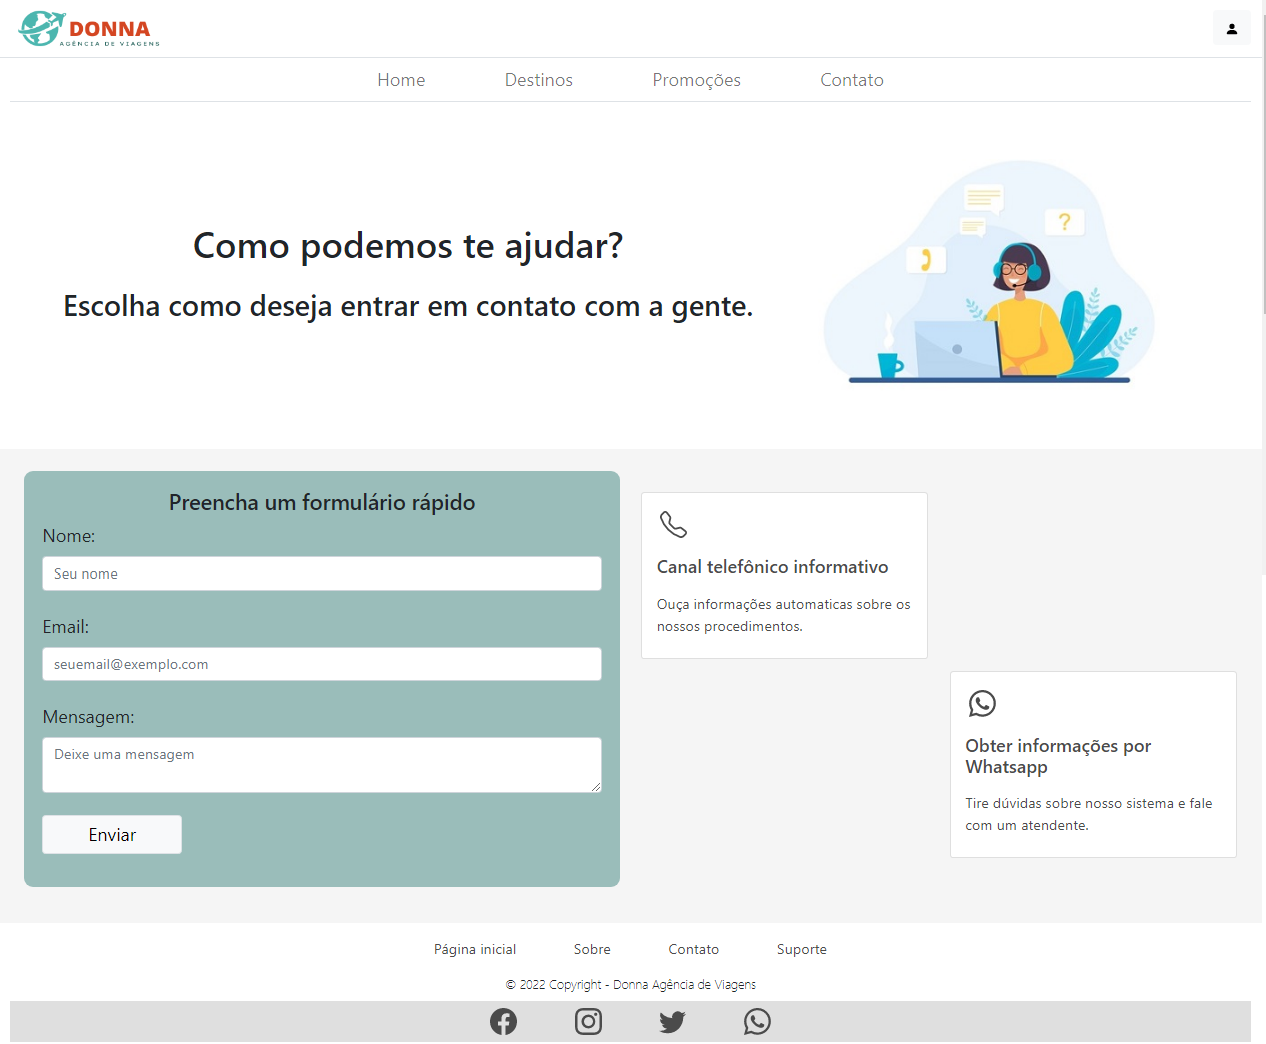 DONNA
AGÊNCIA DE VIAGENS
Home
Destinos
Promoções
Contato
Como podemos te ajudar?
Escolha como deseja entrar em contato com a gente.
?
Preencha um formulário rápido
Nome:
Seu nome
Email:
seuemail@exemplo.com
Mensagem:
Deixe uma mensagem
Enviar
Canal telefônico informativo
Ouça informações automaticas sobre os
nossos procedimentos.
Obter informações por
Whatsapp
Tire dúvidas sobre nosso sistema e fale
com um atendente.
Página inicial
Sobre
Contato
Suporte
© 2022 Copyright - Donna Agência de Viagens